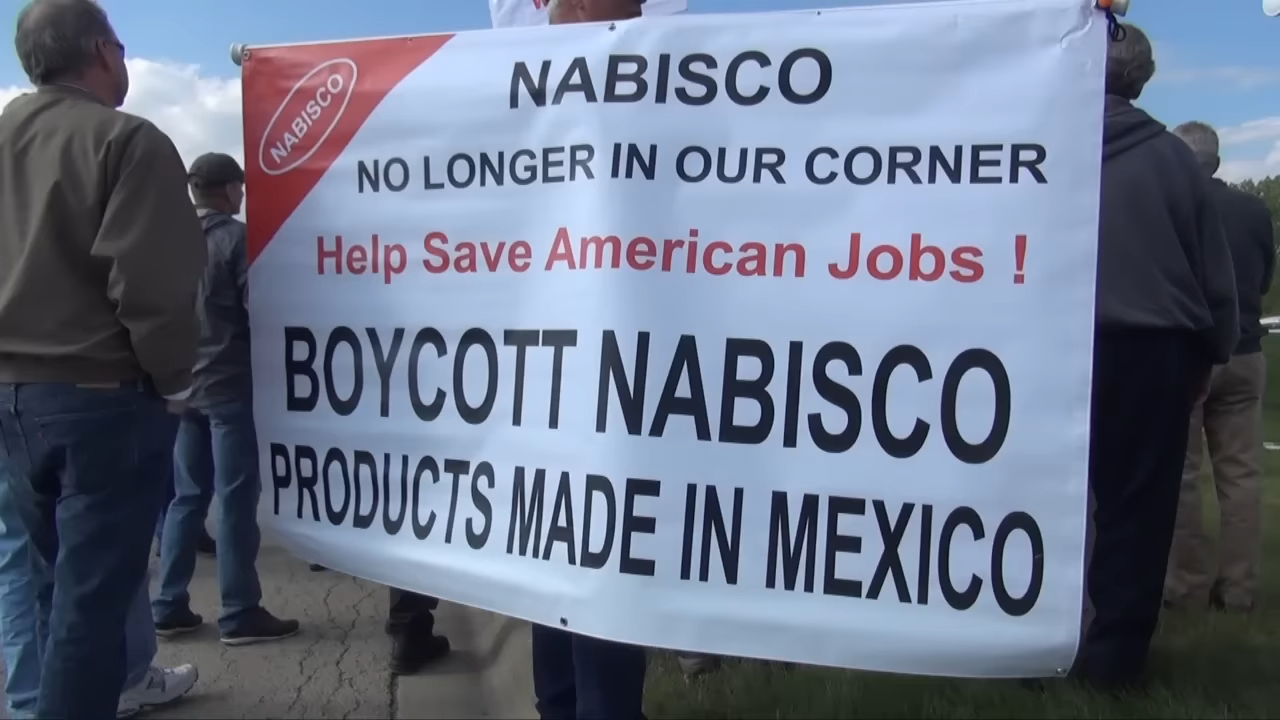 NABISCO
NABISCO
NO LONGER IN OUR CORNER
Help Save American Jobs !
BOYCOTT NABISCO
PRODUCTS MADE IN MEXICO